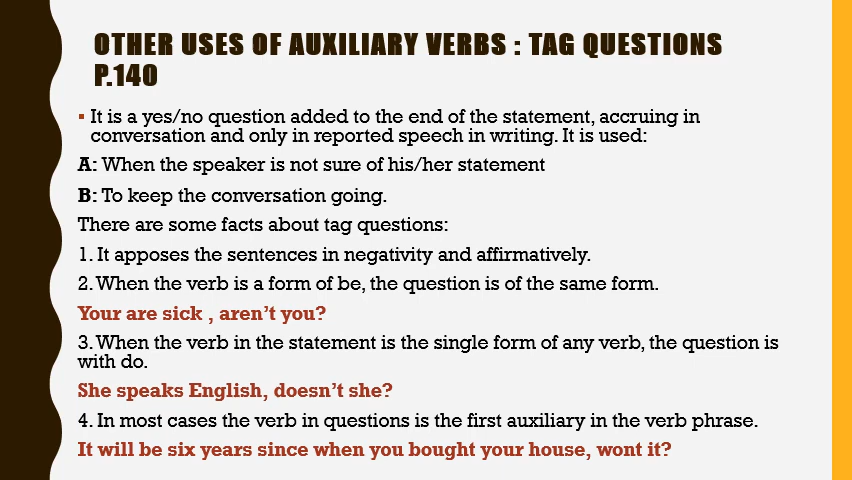 OTHER USES OF AUXILIARY VERBS : TAG QUESTIONS
P.140
▪ It is a yes/no question added to the end of the statement, accruing in
conversation and only in reported speech in writing. It is used:
A: When the speaker is not sure of his/her statement
B: To keep the conversation going.
There are some facts about tag questions:
1. It apposes the sentences in negativity and affirmatively.
2. When the verb is a form of be, the question is of the same form.
Your are sick , aren't you?
3. When the verb in the statement is the single form of any verb, the question is
with do.
She speaks English, doesn't she?
4. In most cases the verb in questions is the first auxiliary in the verb phrase.
It will be six years since when you bought your house, wont it?